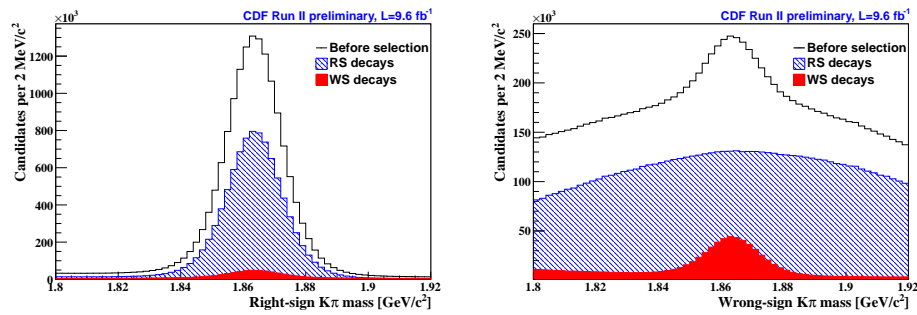 CDF Run II preliminary, L=9.6 fb⁻¹
×10³
Candidates per 2 MeV/c²
1200
1000
800
600
400
200
0
Before selection
RS decays
WS decays
1.8 1.82 1.84 1.86 1.88 1.9 1.92
Right-sign Kπ mass [GeV/c²]
CDF Run II preliminary, L=9.6 fb⁻¹
×10³
Candidates per 2 MeV/c²
250
200
150
100
50
Before selection
RS decays
WS decays
1.8 1.82 1.84 1.86 1.88 1.9 1.92
Wrong-sign Kπ mass [GeV/c²]